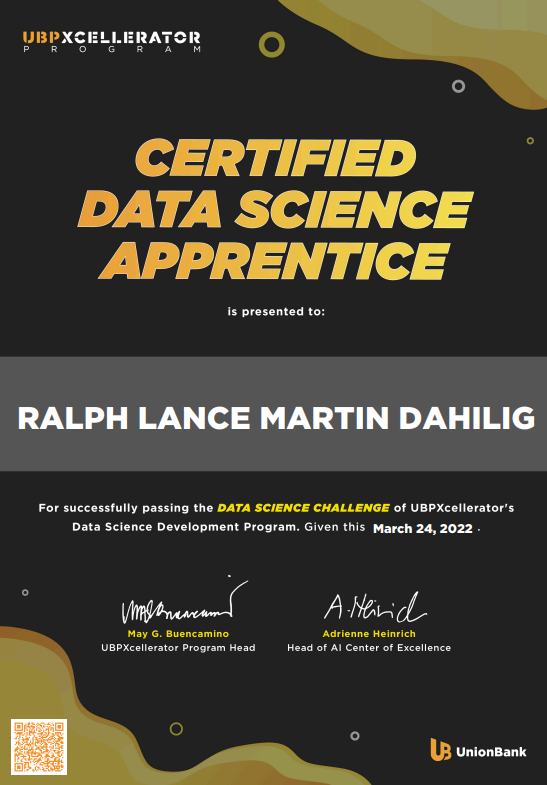 UBPXCELLERATOR
PROGRAM
CERTIFIED
DATA SCIENCE
APPRENTICE
is presented to:
RALPH LANCE MARTIN DAHILIG
For successfully passing the DATA SCIENCE CHALLENGE of UBPXcellerator's
Data Science Development Program. Given this March 24, 2022 .
A. Heinrich
May G. Buencamino
Adrienne Heinrich
UBPXcellerator Program Head
Head of AI Center of Excellence
UB UnionBank